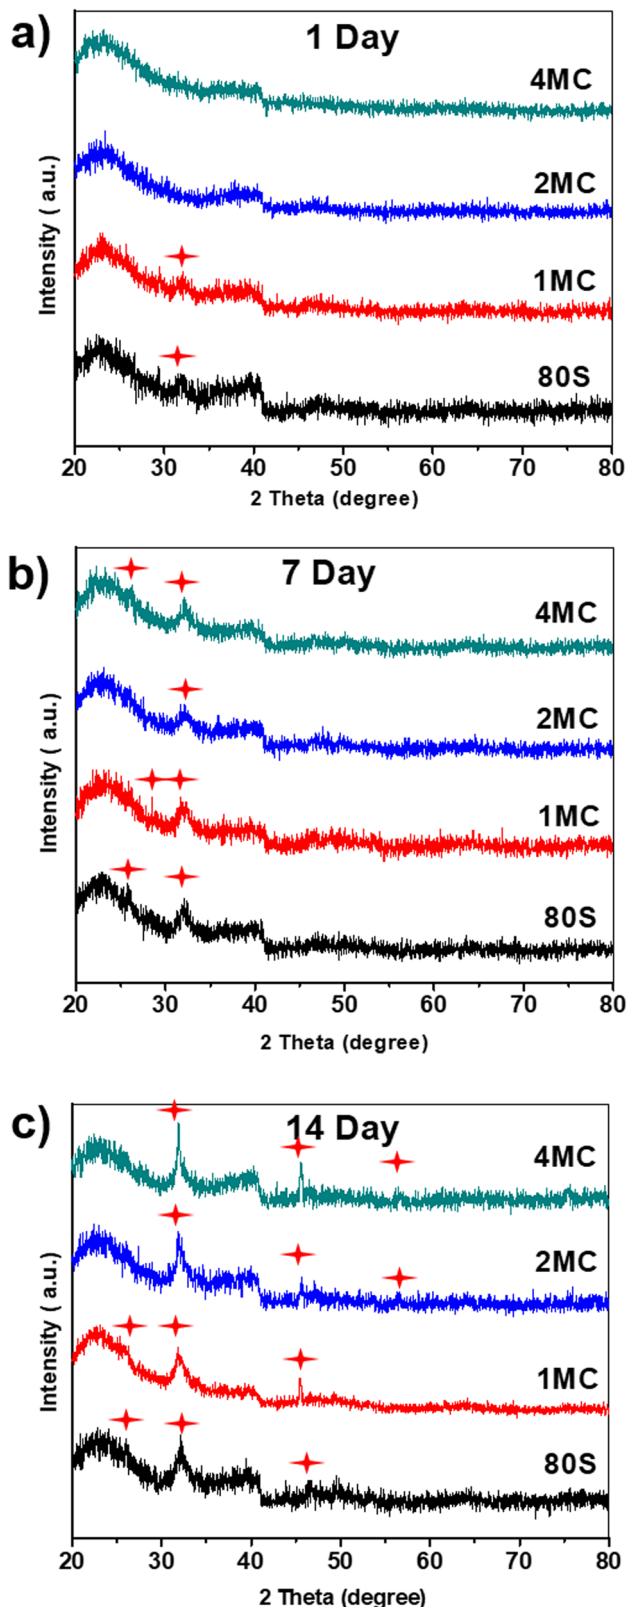 a)
1 Day
4MC
2MC
1MC
80S
Intensity ( a.u.)
20 30 40 50 60 70 80
2 Theta (degree)
b)
7 Day
4MC
2MC
1MC
80S
Intensity ( a.u.)
20 30 40 50 60 70 80
2 Theta (degree)
c)
14 Day
4MC
2MC
1MC
80S
Intensity ( a.u.)
20 30 40 50 60 70 80
2 Theta (degree)